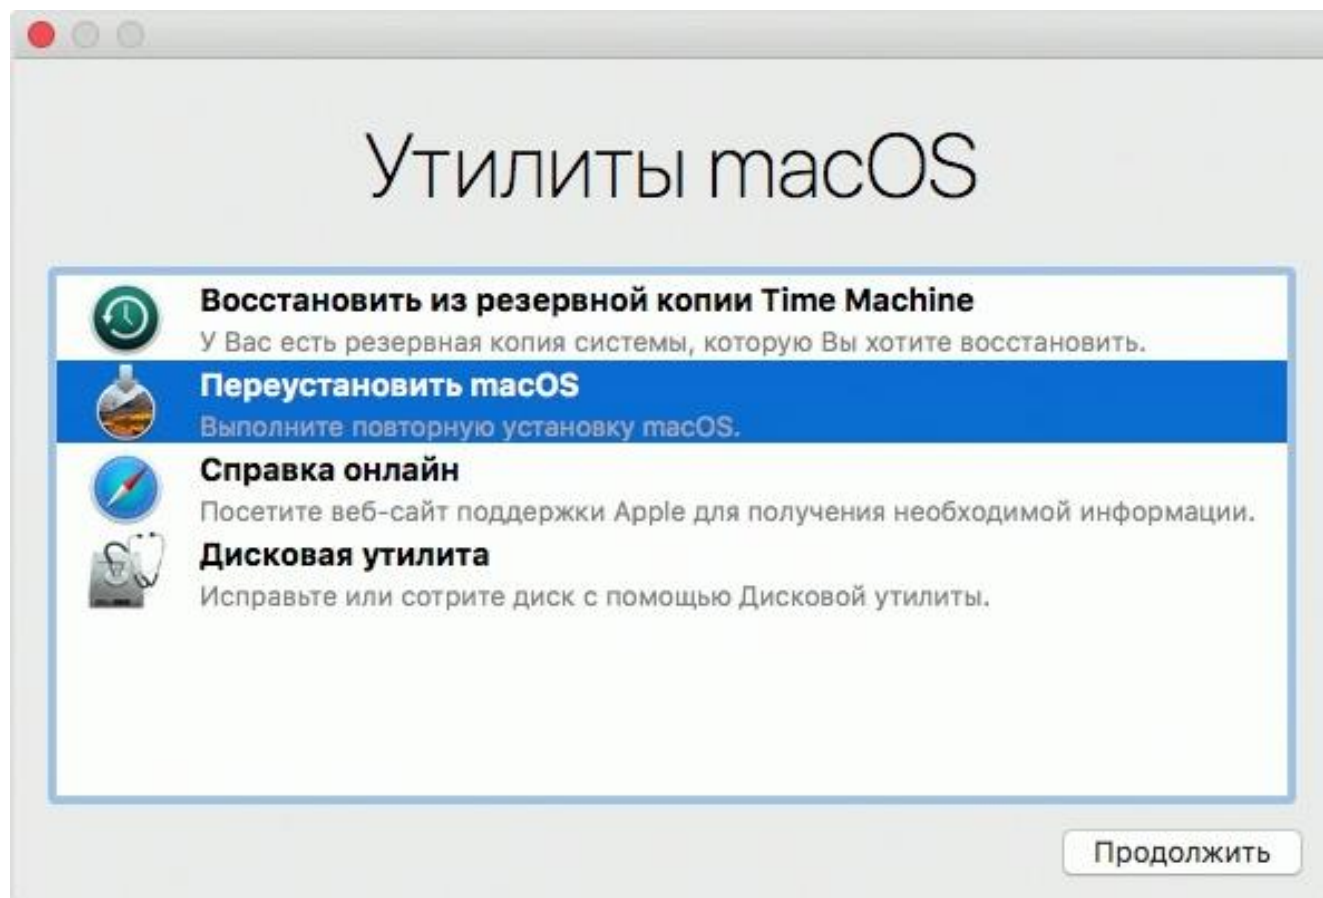 Утилиты macOS
Восстановить из резервной копии Time Machine
У Вас есть резервная копия системы, которую Вы хотите восстановить.
Переустановить macOS
Выполните повторную установку macOS.
Справка онлайн
Посетите веб-сайт поддержки Apple для получения необходимой информации.
Дисковая утилита
Исправьте или сотрите диск с помощью Дисковой утилиты.
Продолжить